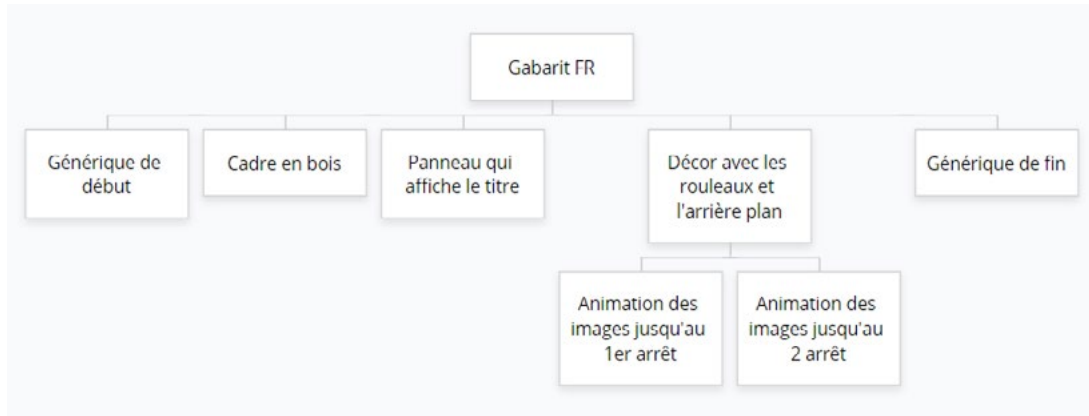 Gabarit FR
Générique de
début
Cadre en bois
Panneau qui
affiche le titre
Décor avec les
rouleaux et
l'arrière plan
Générique de fin
Animation des
images jusqu'au
1er arrêt
Animation des
images jusqu'au
2 arrêt